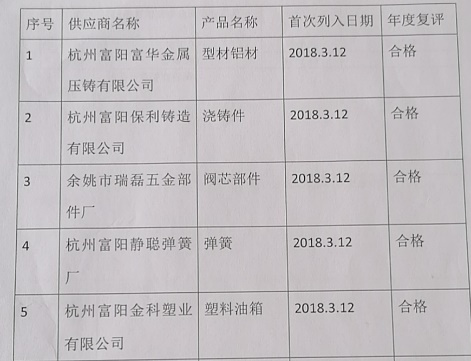 序号 供应商名称 产品名称 首次列入日期 年度复评
1 杭州富阳富华金属 型材铝材 2018.3.12 合格
压铸有限公司
2 杭州富阳保利铸造 浇铸件 2018.3.12 合格
有限公司
3 余姚市瑞磊五金部 阀芯部件 2018.3.12 合格
件厂
4 杭州富阳静聪弹簧 弹簧 2018.3.12 合格
厂
5 杭州富阳金科塑业 塑料油箱 2018.3.12 合格
有限公司